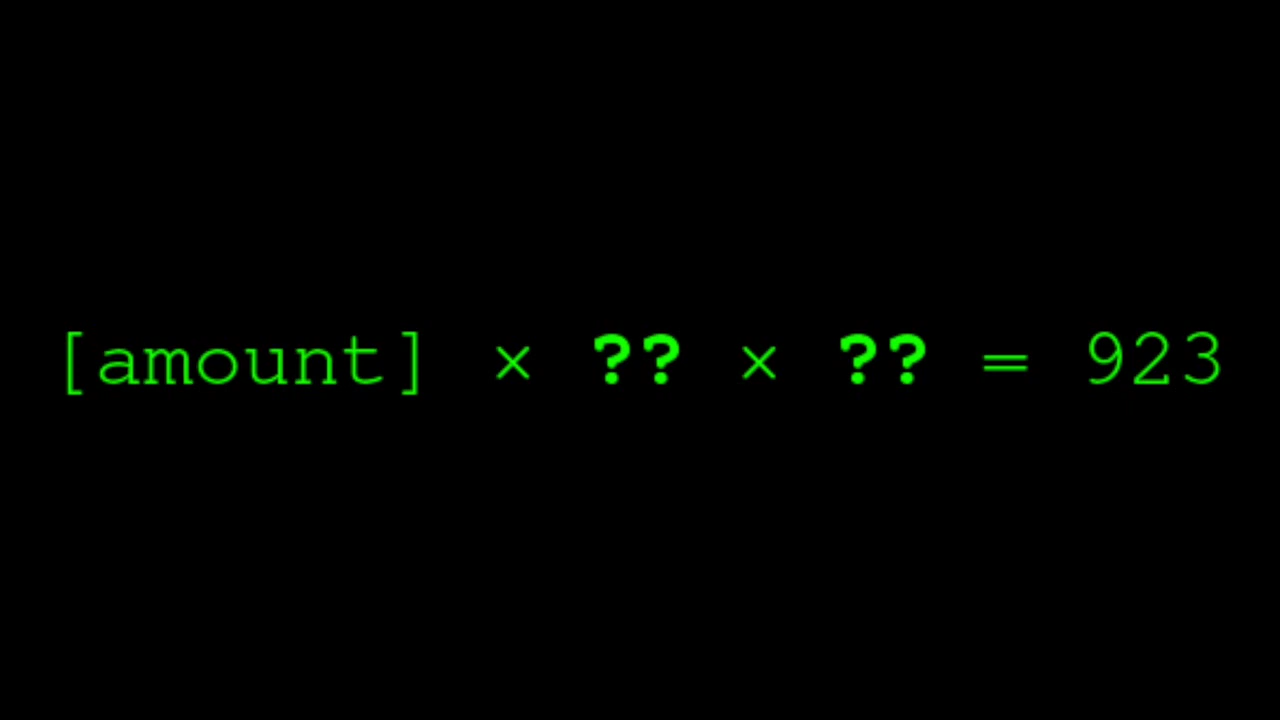 [amount] × ?? × ?? = 923